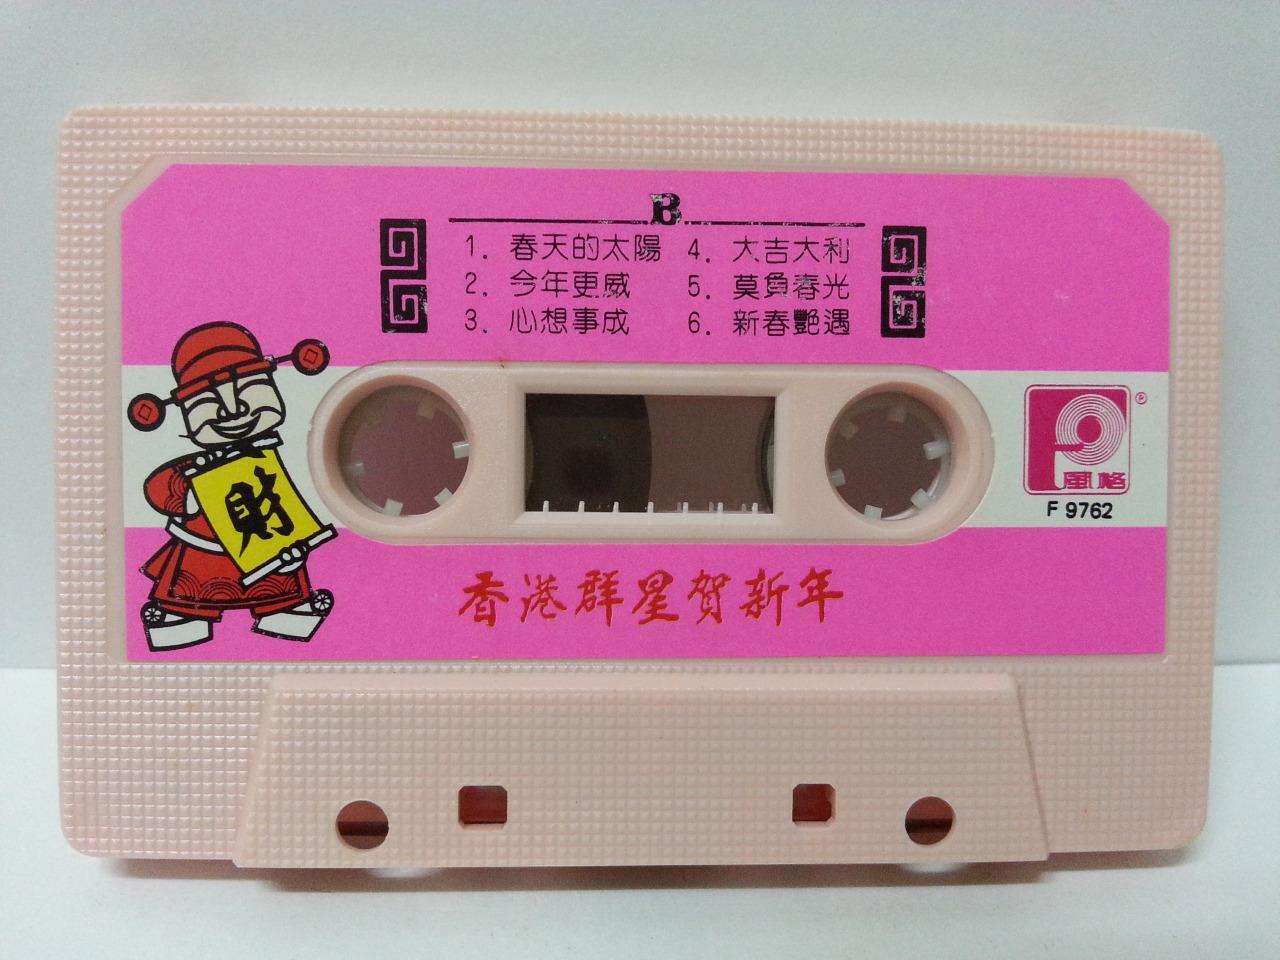 B
1. 春天的太陽
2. 今年更威
3. 心想事成
4. 大吉大利
5. 莫負春光
6. 新春艷遇
財
風格
®
F 9762
香港群星賀新年